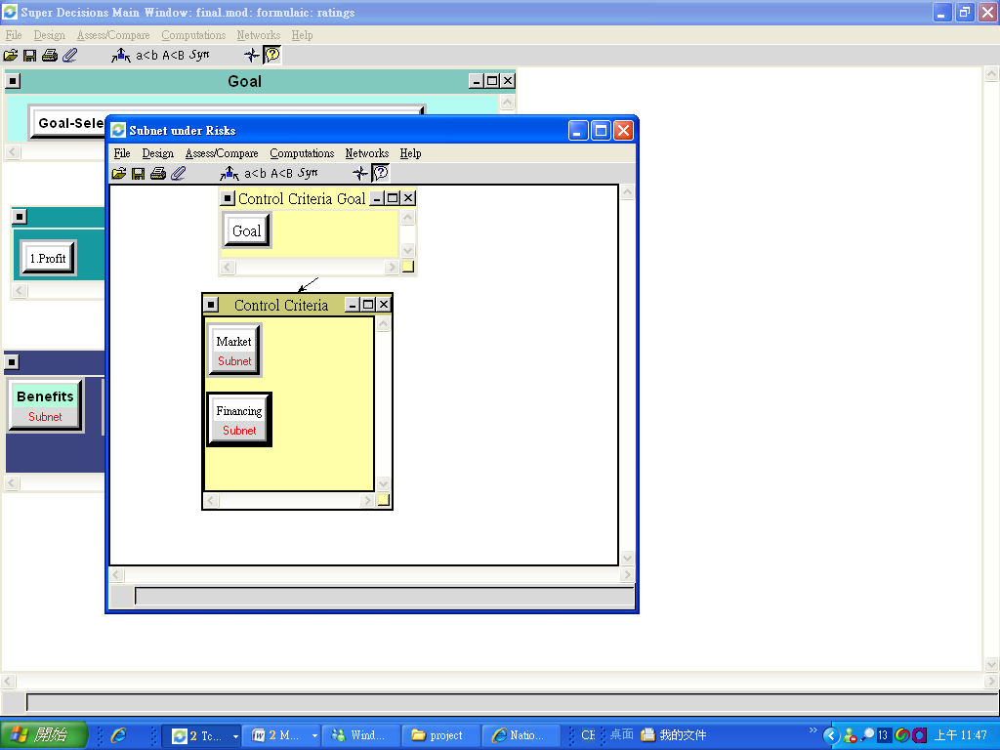 Super Decisions Main Window: final.mod: formulaic: ratings
File Design Assess/Compare Computations Networks Help
a<b A<B Syn
Goal
Goal-Sele
Subnet under Risks
File Design Assess/Compare Computations Networks Help
a<b A<B Syn
Control Criteria Goal
Goal
1.Profit
Control Criteria
Market
Subnet
Financing
Subnet
Benefits
Subnet
開始
2 Tc...
2 M...
Wind...
project
Natio...
CH
桌面
我的文件
13
上午 11:47